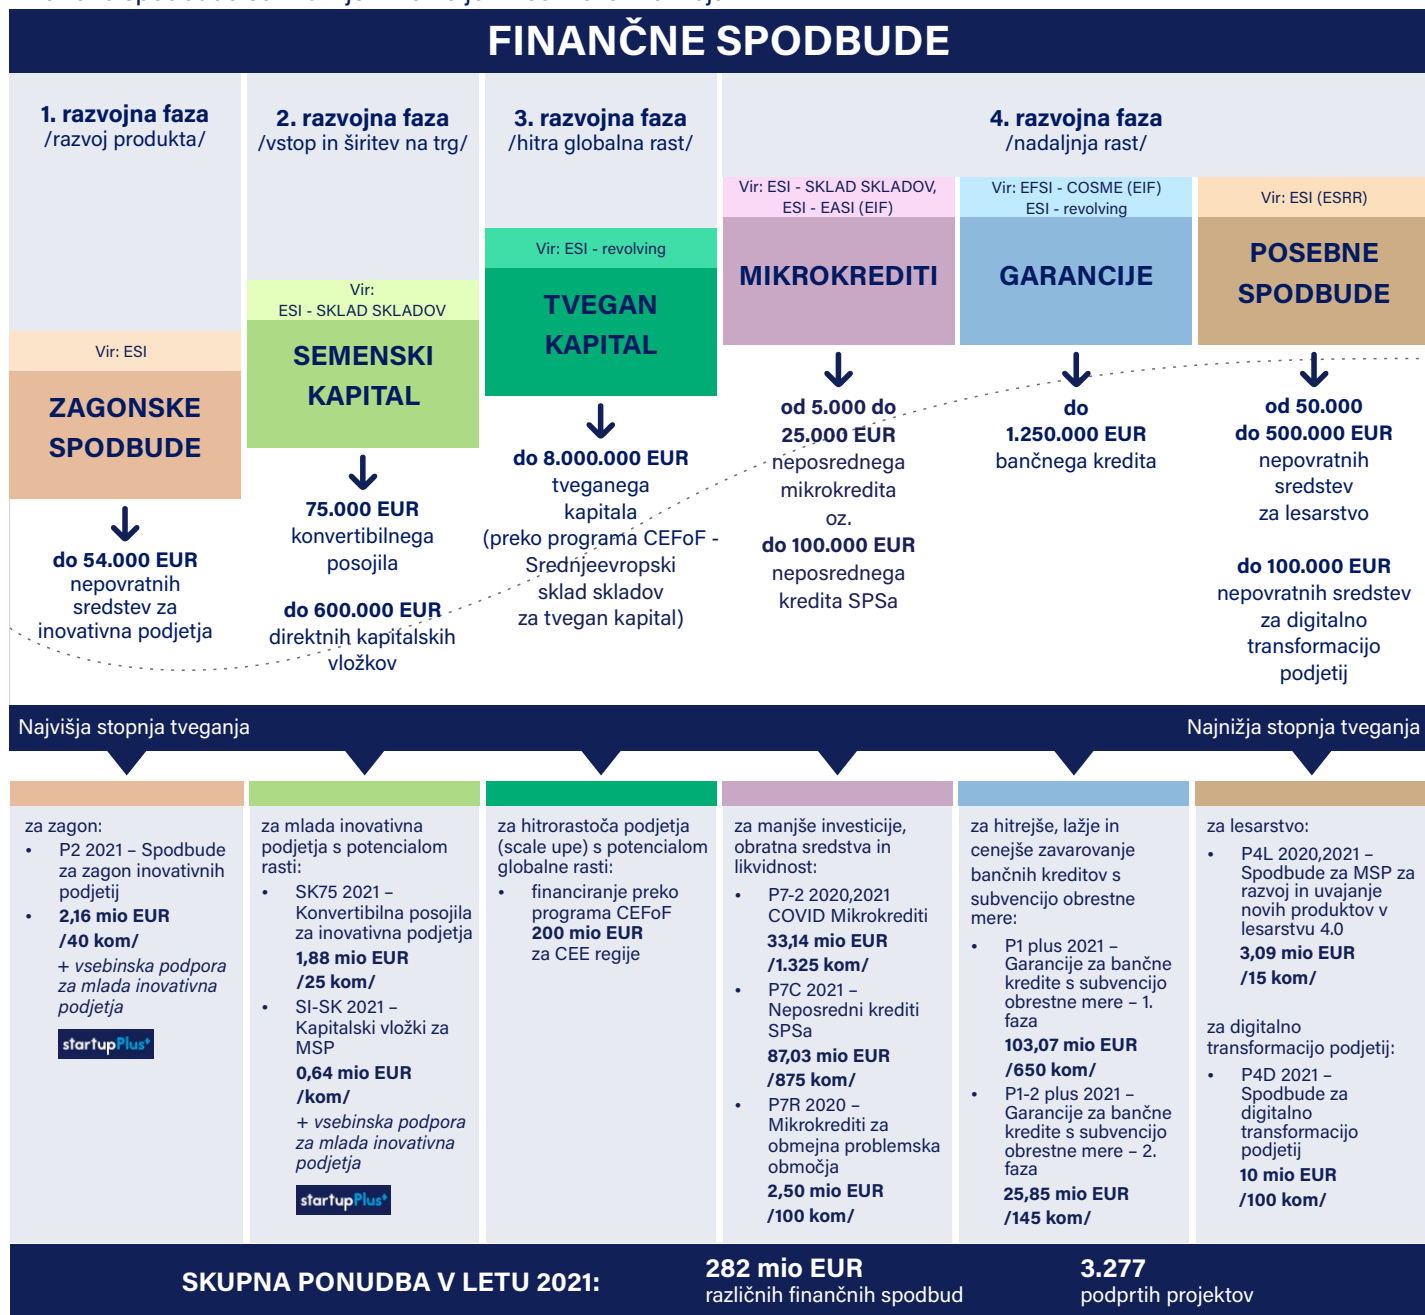 FINANČNE SPODBUDE
1. razvojna faza
/razvoj produkta/
2. razvojna faza
/vstop in širitev na trg/
3. razvojna faza
/hitra globalna rast/
4. razvojna faza
/nadaljnja rast/
Vir: ESI
ZAGONSKE
SPODBUDE
do 54.000 EUR
nepovratnih
sredstev za
inovativna podjetja
Vir:
ESI - SKLAD SKLADOV
SEMENSKI
KAPITAL
75.000 EUR
konvertibilnega
posojila
do 600.000 EUR
direktnih kapitalskih
vložkov
Vir: ESI - revolving
TVEGAN
KAPITAL
do 8.000.000 EUR
tveganega
kapitala
(preko programa CEFoF -
Srednjeevropski
sklad skladov
za tvegan kapital)
Vir: ESI - SKLAD SKLADOV,
ESI - EASI (EIF)
MIKROKREDITI
od 5.000 do
25.000 EUR
neposrednega
mikrokredita
oz.
do 100.000 EUR
neposrednega
kredita SPSa
Vir: EFSI - COSME (EIF)
ESI - revolving
GARANCIJE
do
1.250.000 EUR
bančnega kredita
Vir: ESI (ESRR)
POSEBNE
SPODBUDE
od 50.000
do 500.000 EUR
nepovratnih
sredstev
za lesarstvo
do 100.000 EUR
nepovratnih sredstev
za digitalno
transformacijo
podjetij
Najvišja stopnja tveganja
Najnižja stopnja tveganja
za zagon:
• P2 2021 – Spodbude
za zagon inovativnih
podjetij
• 2,16 mio EUR
/40 kom/
+ vsebinska podpora
za mlada inovativna
podjetja
startupPlus+
za mlada inovativna
podjetja s potencialom
rasti:
• SK75 2021 –
Konvertibilna posojila
za inovativna podjetja
1,88 mio EUR
/25 kom/
• SI-SK 2021 –
Kapitalski vložki za
MSP
0,64 mio EUR
/kom/
+ vsebinska podpora
za mlada inovativna
podjetja
startupPlus+
za hitrorastoča podjetja
(scale upe) s potencialom
globalne rasti:
• financiranje preko
programa CEFoF
200 mio EUR
za CEE regije
za manjše investicije,
obratna sredstva in
likvidnost:
• P7-2 2020,2021
COVID Mikrokrediti
33,14 mio EUR
/1.325 kom/
• P7C 2021 –
Neposredni krediti
SPSa
87,03 mio EUR
/875 kom/
• P7R 2020 –
Mikrokrediti za
obmejna problemska
območja
2,50 mio EUR
/100 kom/
za hitrejše, lažje in
cenejše zavarovanje
bančnih kreditov s
subvencijo obrestne
mere:
• P1 plus 2021 –
Garancije za bančne
kredite s subvencijo
obrestne mere – 1.
faza
103,07 mio EUR
/650 kom/
• P1-2 plus 2021 –
Garancije za bančne
kredite s subvencijo
obrestne mere – 2.
faza
25,85 mio EUR
/145 kom/
za lesarstvo:
• P4L 2020,2021 –
Spodbude za MSP za
razvoj in uvajanje
novih produktov v
lesarstvu 4.0
3,09 mio EUR
/15 kom/
za digitalno
transformacijo podjetij:
• P4D 2021 –
Spodbude za
digitalno
transformacijo
podjetij
10 mio EUR
/100 kom/
SKUPNA PONUDBA V LETU 2021:
282 mio EUR
različnih finančnih spodbud
3.277
podprtih projektov